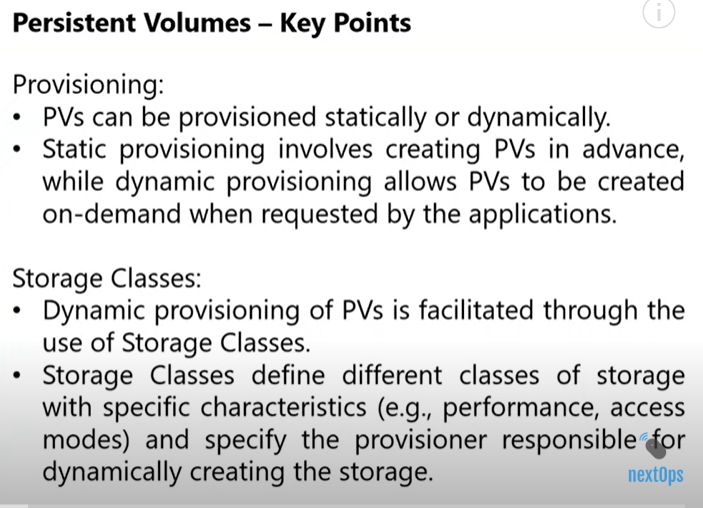 Persistent Volumes – Key Points
Provisioning:
• PVs can be provisioned statically or dynamically.
• Static provisioning involves creating PVs in advance,
while dynamic provisioning allows PVs to be created
on-demand when requested by the applications.
Storage Classes:
• Dynamic provisioning of PVs is facilitated through the
use of Storage Classes.
• Storage Classes define different classes of storage
with specific characteristics (e.g., performance, access
modes) and specify the provisioner responsible for
dynamically creating the storage.
nextOps